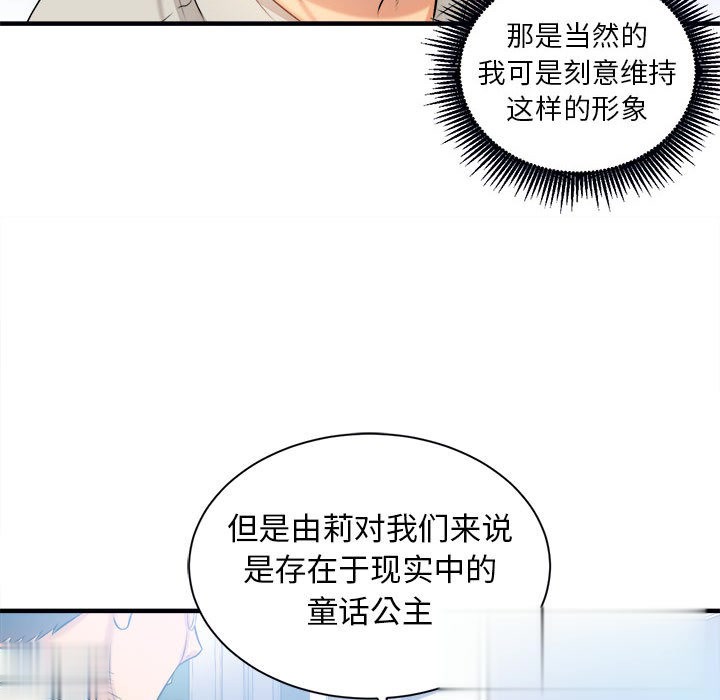 那是当然的
我可是刻意维持
这样的形象
但是由莉对我们来说
是存在于现实中的
童话公主